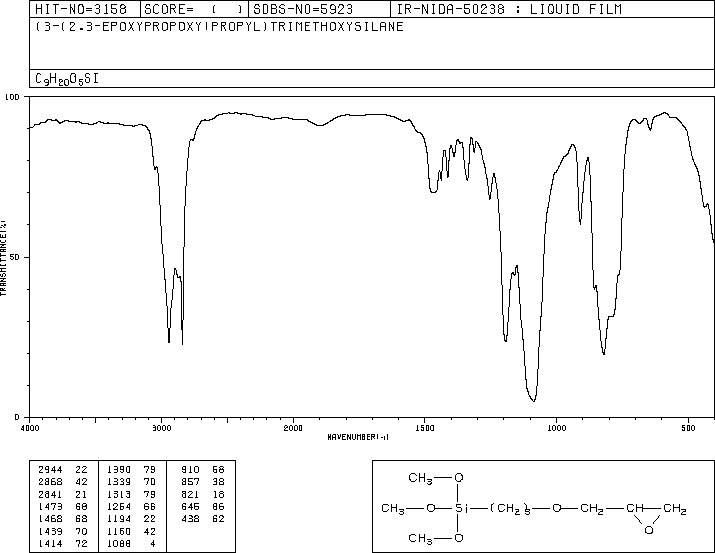 HIT-NO=3158 SCORE= ( ) SDBS-NO=5923 IR-NIDA-50238 : LIQUID FILM
(3-(2,3-EPOXYPROPOXY)PROPYL)TRIMETHOXYSILANE
C9H20O5SI
100
50
0
TRANSMITTANCE(%)
4000 3000 2000 1500 1000 500
WAVENUMBER(-1)
2944 22 1390 79 910 58
2868 42 1339 70 857 38
2841 21 1313 79 821 18
1473 68 1254 66 646 86
1468 68 1194 22 438 62
1439 70 1160 42
1414 72 1088 4
CH3 O
CH3 O Si (CH2)3 O CH2 CH CH2
CH3 O O